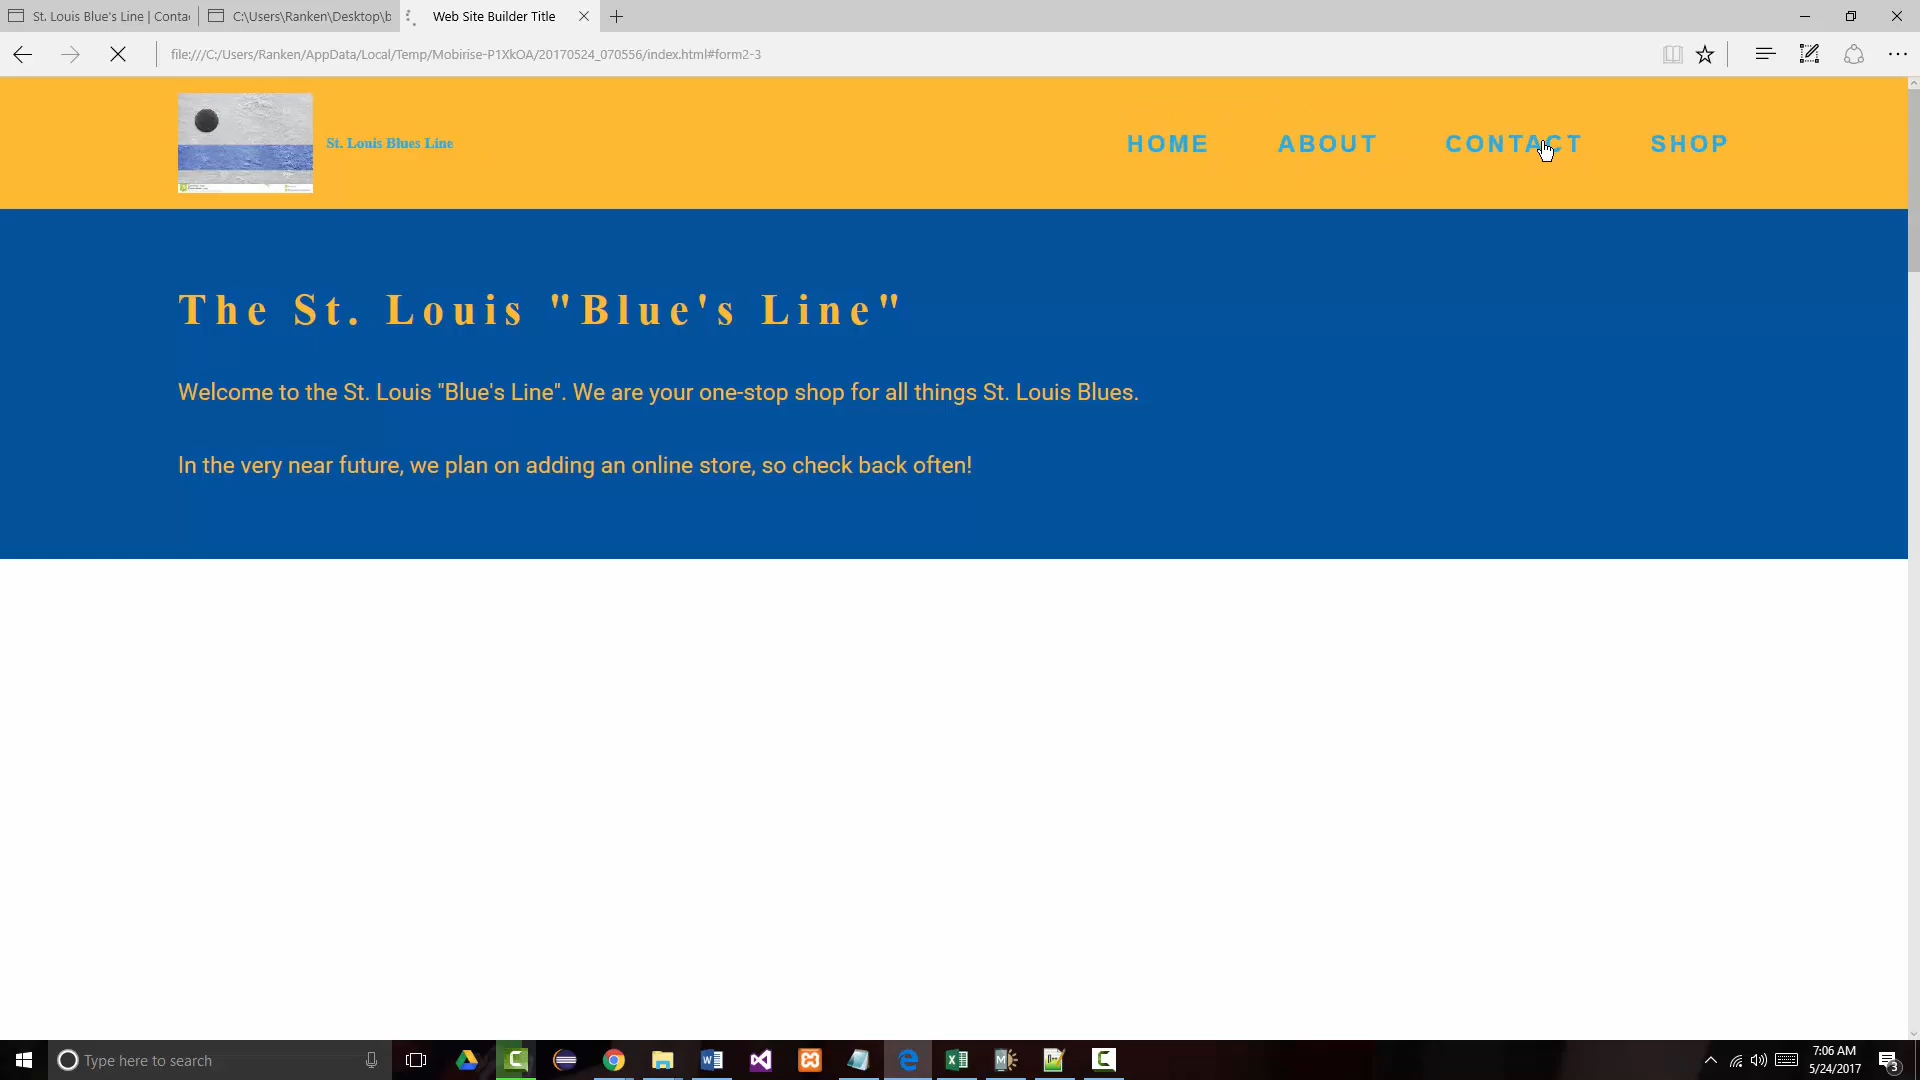 St. Louis Blue's Line | Conta
C:\Users\Ranken\Desktop\b
Web Site Builder Title
file:///C:/Users/Ranken/AppData/Local/Temp/Mobirise-P1XkOA/20170524_070556/index.html#form2-3
St. Louis Blues Line
HOME
ABOUT
CONTACT
SHOP
The St. Louis "Blue's Line"
Welcome to the St. Louis "Blue's Line". We are your one-stop shop for all things St. Louis Blues.
In the very near future, we plan on adding an online store, so check back often!
Type here to search
7:06 AM
5/24/2017
3